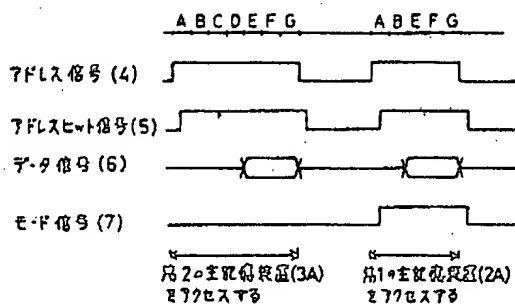 A B C D E F G A B E F G
アドレス信号(4)
アドレスヒット信号(5)
データ信号(6)
モード信号(7)
第2の主記憶装置(3A)
をアクセスする
第1の主記憶装置(2A)
をアクセスする